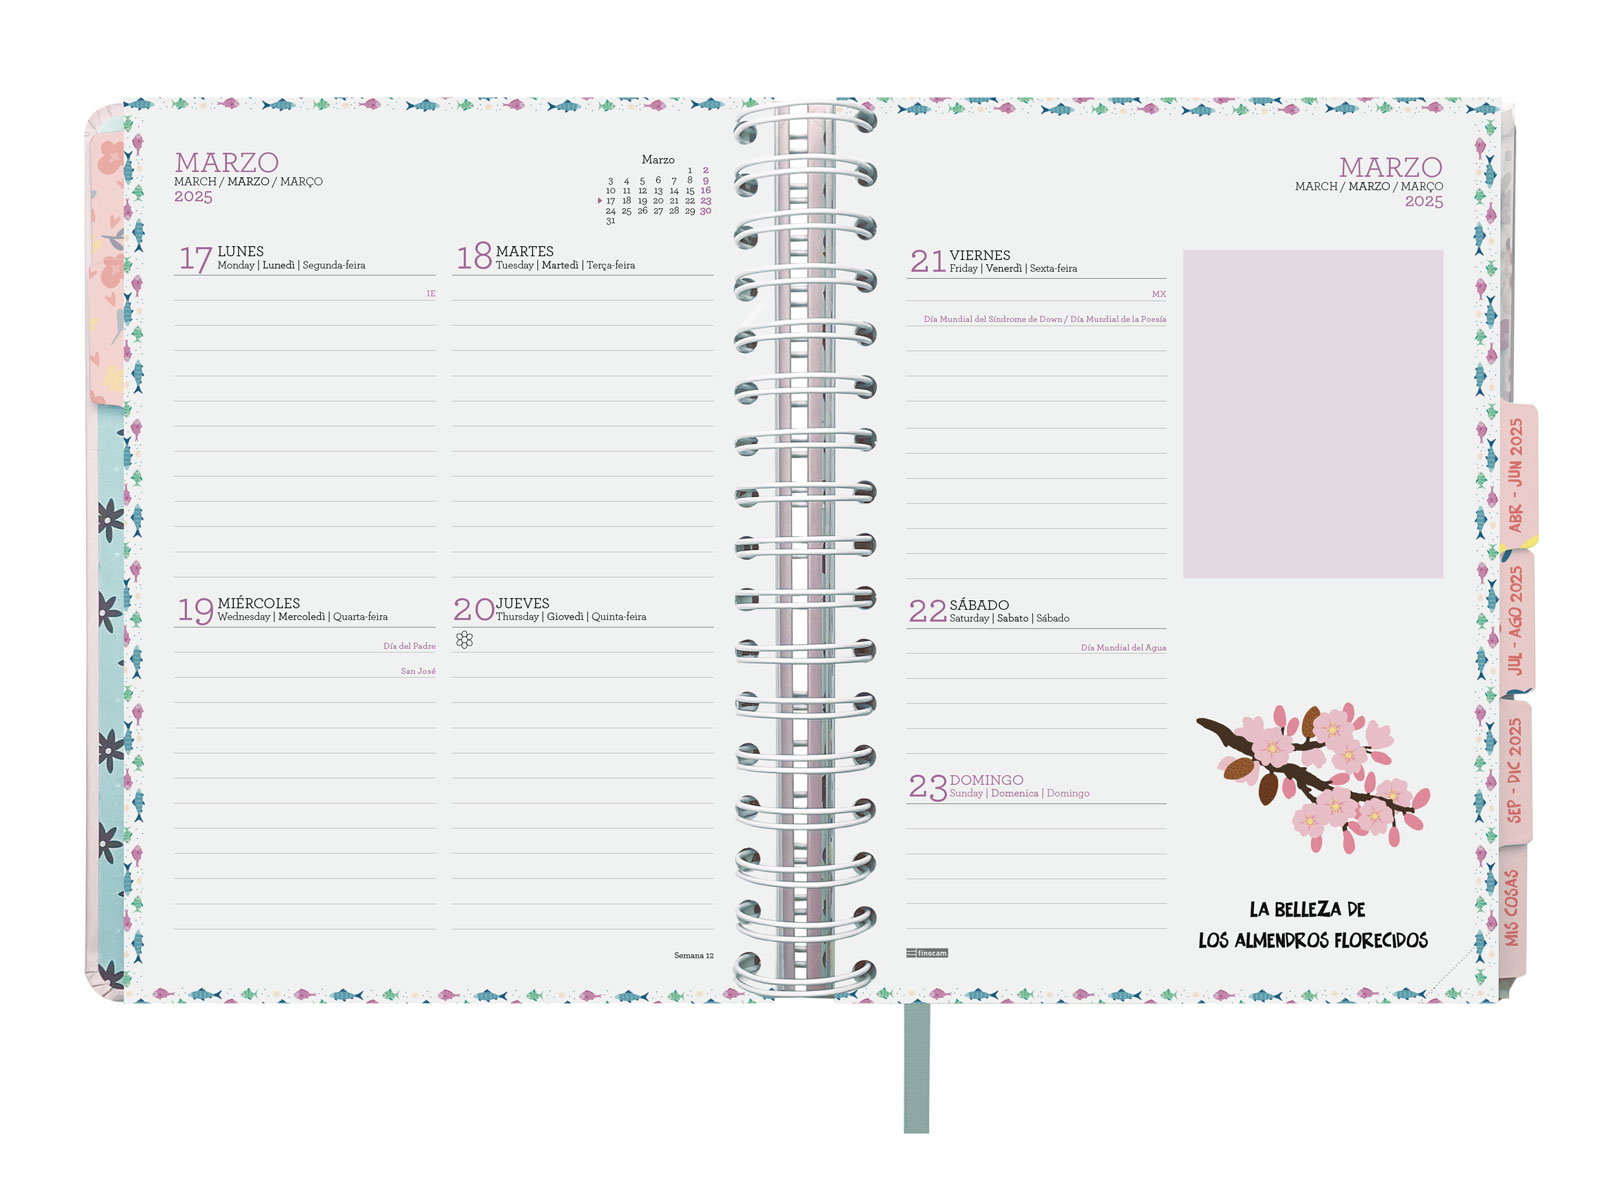 MARZO
MARCH / MARZO / MARÇO
2025
Marzo
1 2
3 4 5 6 7 8 9
10 11 12 13 14 15 16
17 18 19 20 21 22 23
24 25 26 27 28 29 30
31
17 LUNES
Monday | Lunedì | Segunda-feira
IE
18 MARTES
Tuesday | Martedì | Terça-feira
19 MIÉRCOLES
Wednesday | Mercoledì | Quarta-feira
Día del Padre
San José
20 JUEVES
Thursday | Giovedì | Quinta-feira
Semana 12
MARZO
MARCH / MARZO / MARÇO
2025
21 VIERNES
Friday | Venerdì | Sexta-feira
MX
Día Mundial del Síndrome de Down / Día Mundial de la Poesía
22 SÁBADO
Saturday | Sabato | Sábado
Día Mundial del Agua
23 DOMINGO
Sunday | Domenica | Domingo
finocam
LA BELLEZA DE
LOS ALMENDROS FLORECIDOS
ABR - JUN 2025
JUL - AGO 2025
SEP - DIC 2025
MIS COSAS